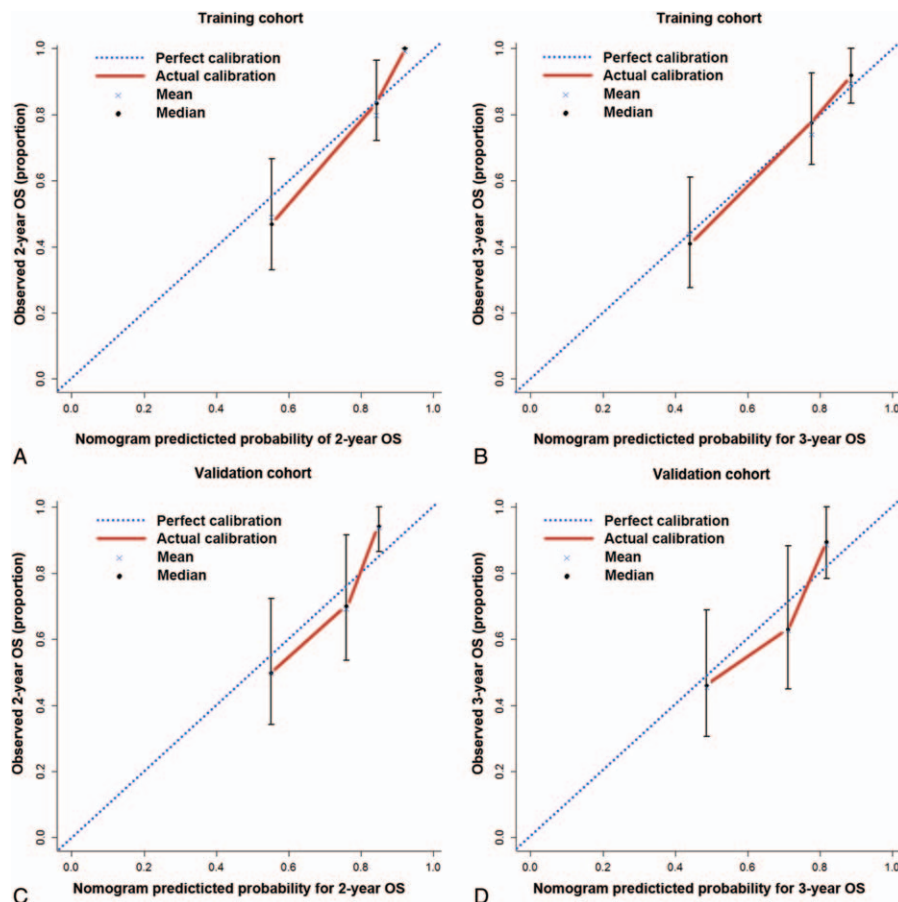 Training cohort
Perfect calibration
Actual calibration
Mean
Median
Observed 2-year OS (proportion)
0.0 0.2 0.4 0.6 0.8 1.0
0.0 0.2 0.4 0.6 0.8 1.0
Nomogram predicticted probability of 2-year OS
A
Training cohort
Perfect calibration
Actual calibration
Mean
Median
Observed 3-year OS (proportion)
0.0 0.2 0.4 0.6 0.8 1.0
0.0 0.2 0.4 0.6 0.8 1.0
Nomogram predicticted probability for 3-year OS
B
Validation cohort
Perfect calibration
Actual calibration
Mean
Median
Observed 2-year OS (proportion)
0.0 0.2 0.4 0.6 0.8 1.0
0.0 0.2 0.4 0.6 0.8 1.0
Nomogram predicticted probability for 2-year OS
C
Validation cohort
Perfect calibration
Actual calibration
Mean
Median
Observed 3-year OS (proportion)
0.0 0.2 0.4 0.6 0.8 1.0
0.0 0.2 0.4 0.6 0.8 1.0
Nomogram predicticted probability for 3-year OS
D